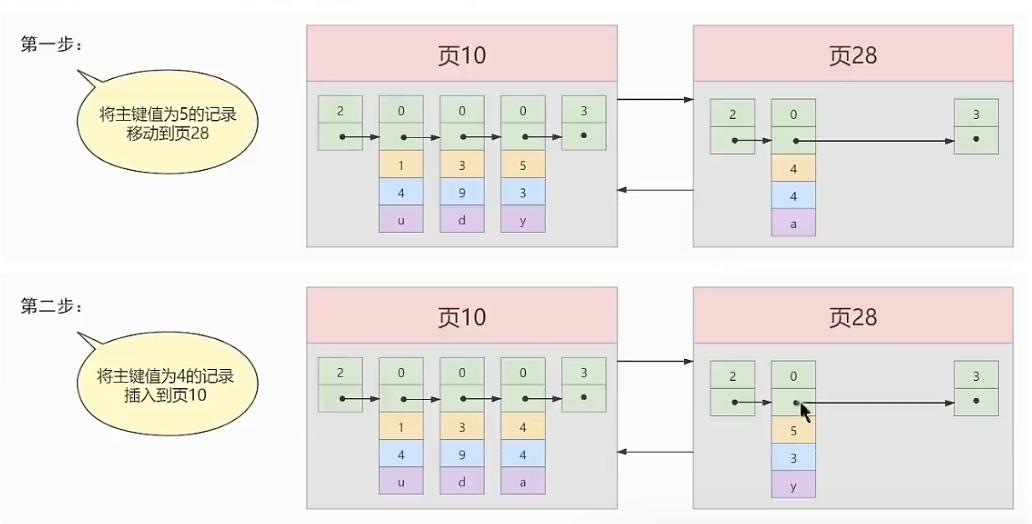 第一步：
将主键值为5的记录
移动到页28
页10
2 0 0 0 3
1 3 5
4 9 3
u d y
页28
2 0 3
4
4
a
第二步：
将主键值为4的记录
插入到页10
页10
2 0 0 0 3
1 3 4
4 9 4
u d a
页28
2 0 3
5
3
y